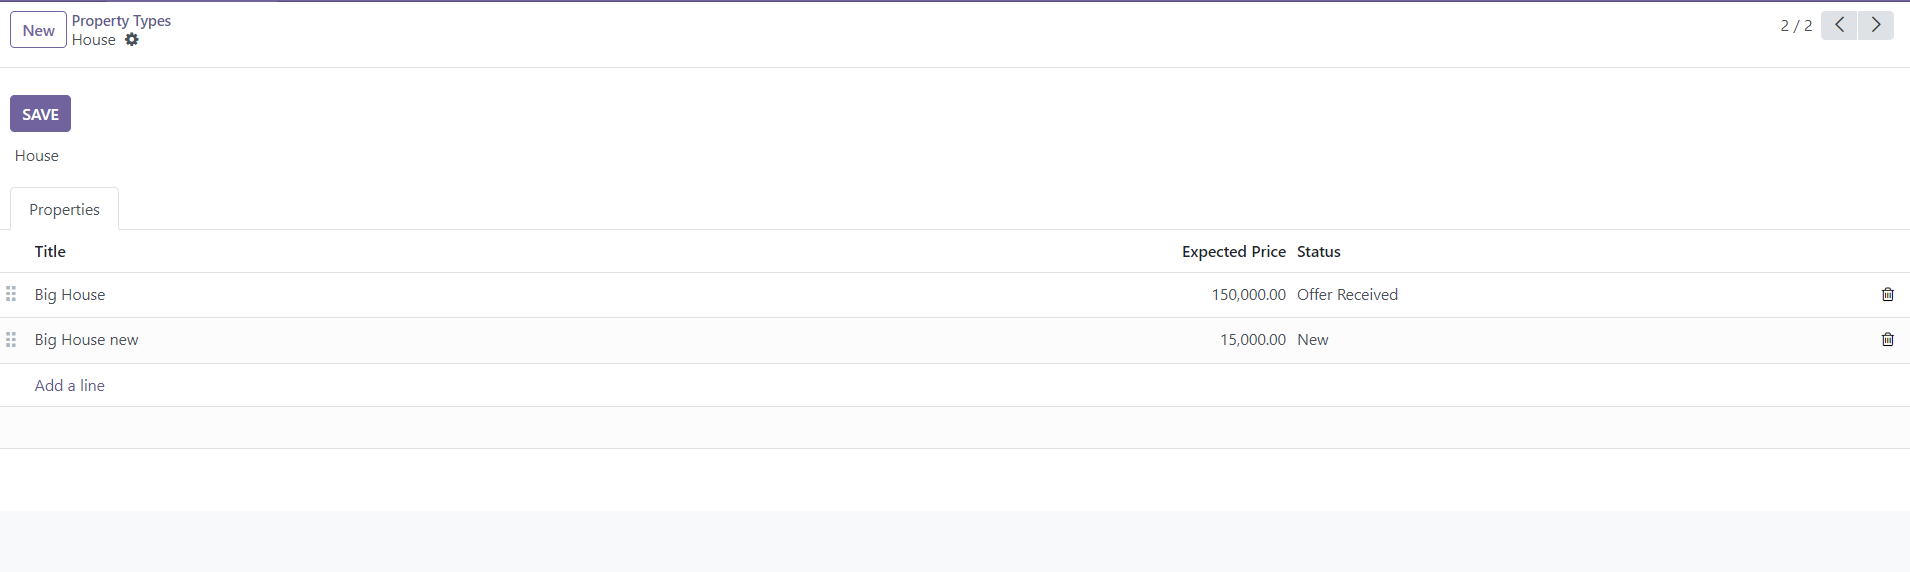 New
Property Types
House
2 / 2
SAVE
House
Properties
Title Expected Price Status
Big House 150,000.00 Offer Received
Big House new 15,000.00 New
Add a line